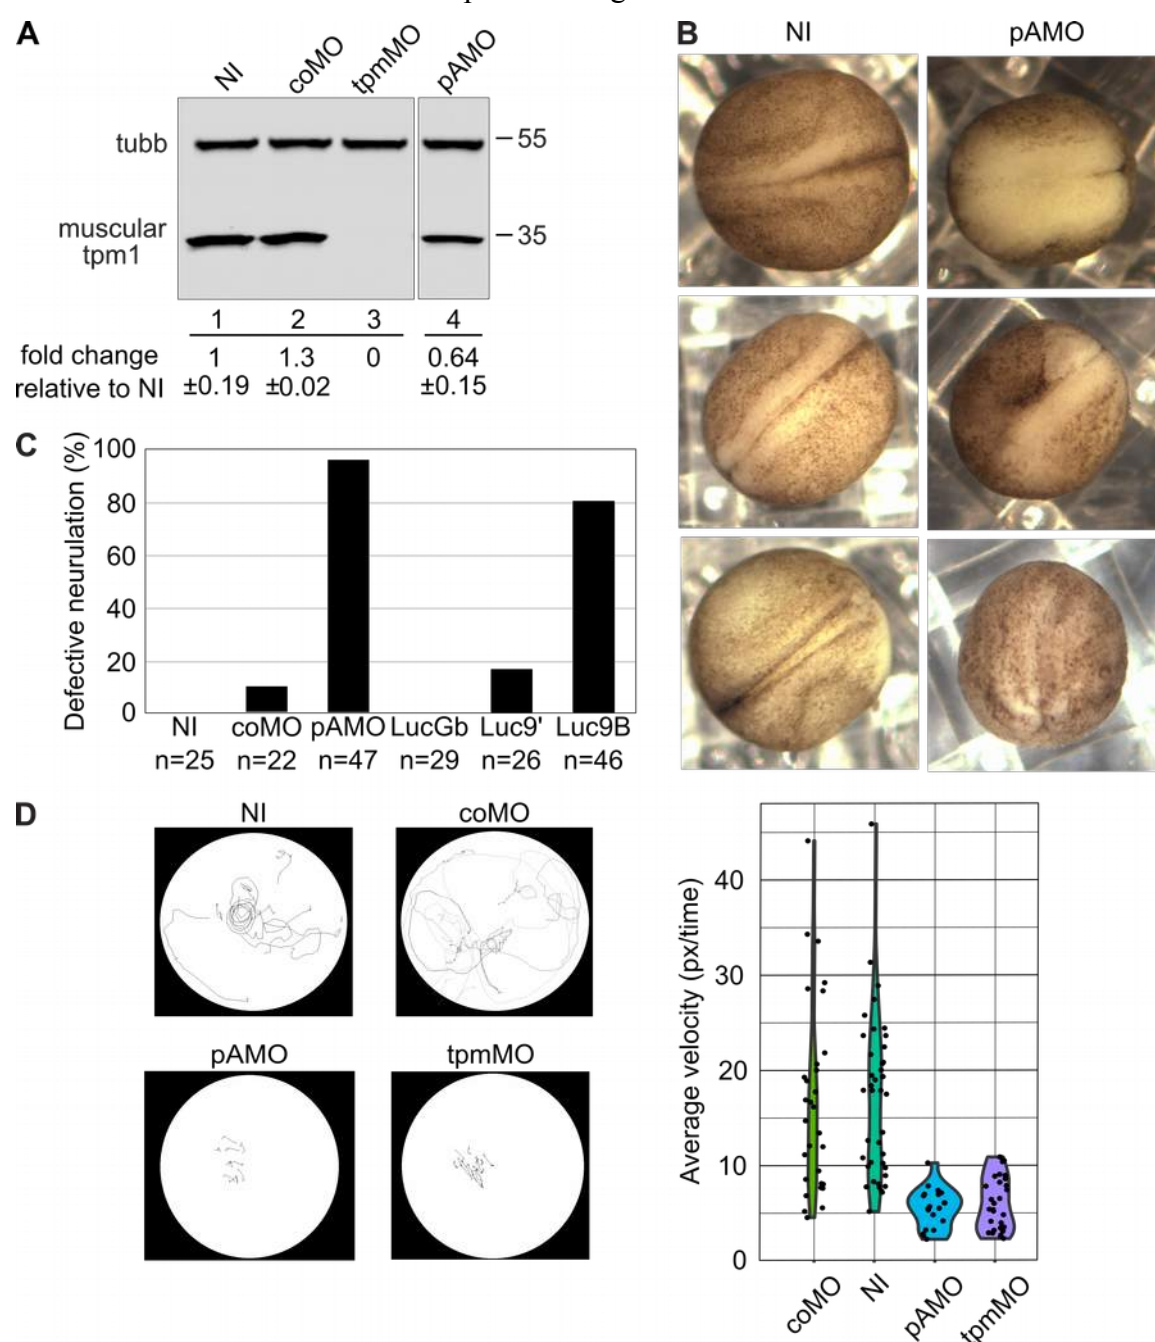 A
NI
coMO
tpmMO
pAMO
tubb
55
muscular
tpm1
35
1 2 3 4
fold change 1 1.3 0 0.64
relative to NI ±0.19 ±0.02 ±0.15
B
NI pAMO
C
Defective neurulation (%)
100
80
60
40
20
0
NI coMO pAMO LucGb Luc9' Luc9B
n=25 n=22 n=47 n=29 n=26 n=46
D
NI coMO
pAMO tpmMO
Average velocity (px/time)
40
30
20
10
0
coMO
NI
pAMO
tpmMO